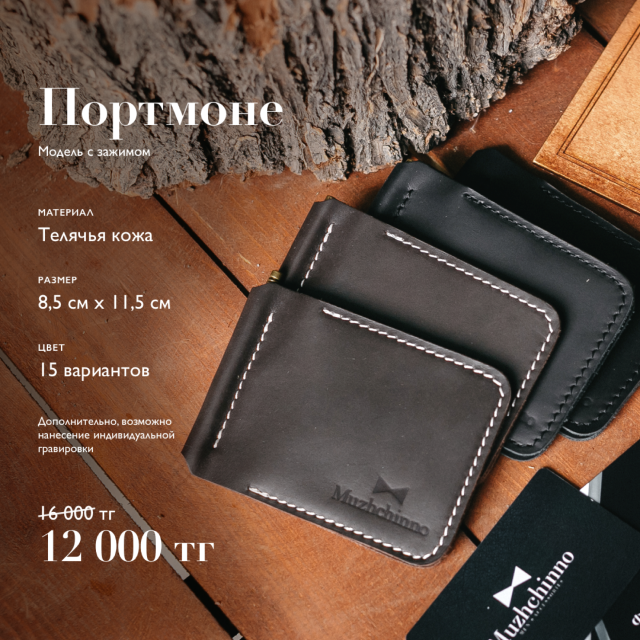 Портмоне
Модель с зажимом
МАТЕРИАЛ
Телячья кожа
РАЗМЕР
8,5 см х 11,5 см
ЦВЕТ
15 вариантов
Дополнительно, возможно
нанесение индивидуальной
гравировки
16 000 тг
12 000 тг
Muzhchinno
Muzhchinno